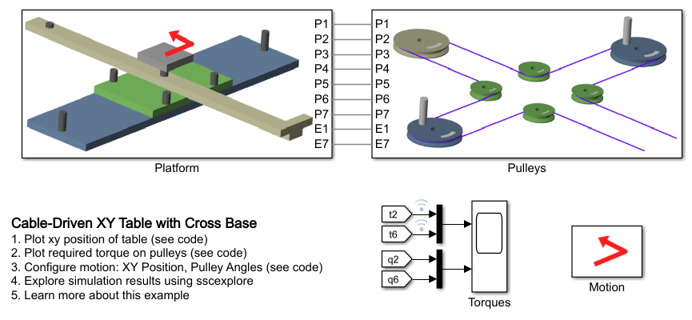 P1 P1
P2 P2
P3 P3
P4 P4
P5 P5
P6 P6
P7 P7
E1 E1
E7 E7
Platform
Pulleys
Cable-Driven XY Table with Cross Base
1. Plot xy position of table (see code)
2. Plot required torque on pulleys (see code)
3. Configure motion: XY Position, Pulley Angles (see code)
4. Explore simulation results using sscexplore
5. Learn more about this example
t2
t6
q2
q6
Torques
Motion